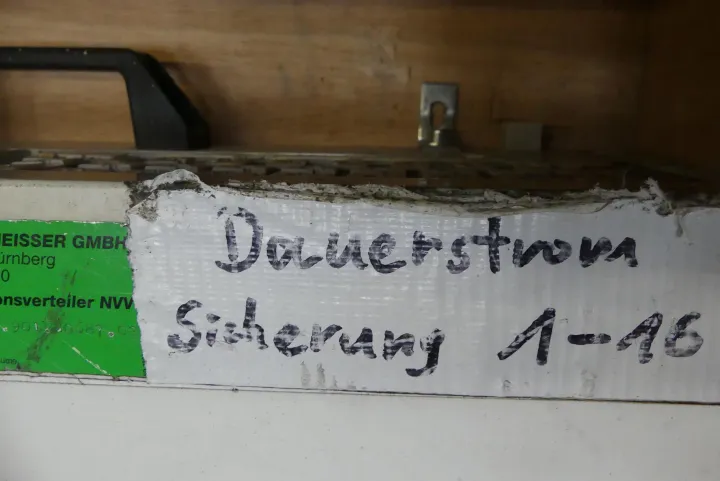 EISSER GMBH
ürnberg
0
onsverteiler NVV
Dauerstrom
Sicherung 1-16